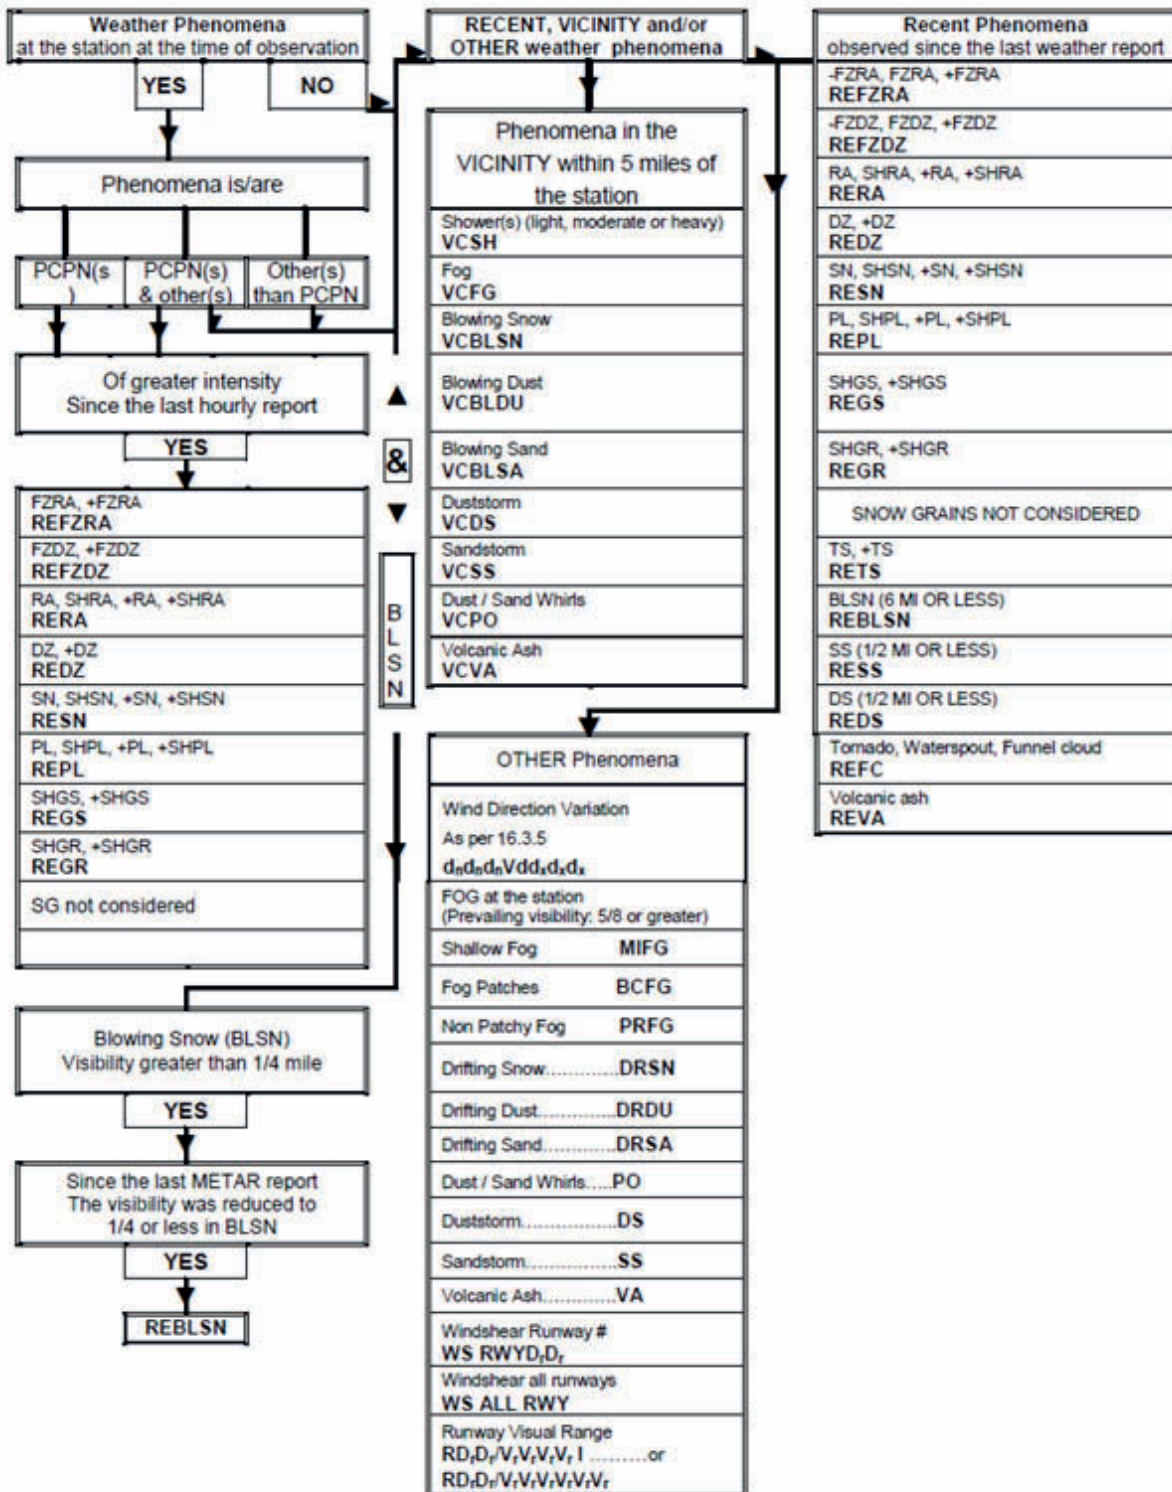 Weather Phenomena
at the station at the time of observation
YES
NO
Phenomena is/are
PCPN(s
)
PCPN(s)
& other(s)
Other(s)
than PCPN
Of greater intensity
Since the last hourly report
YES
FZRA, +FZRA
REFZRA
FZDZ, +FZDZ
REFZDZ
RA, SHRA, +RA, +SHRA
RERA
DZ, +DZ
REDZ
SN, SHSN, +SN, +SHSN
RESN
PL, SHPL, +PL, +SHPL
REPL
SHGS, +SHGS
REGS
SHGR, +SHGR
REGR
SG not considered
&
B
L
S
N
Blowing Snow (BLSN)
Visibility greater than 1/4 mile
YES
Since the last METAR report
The visibility was reduced to
1/4 or less in BLSN
YES
REBLSN
RECENT, VICINITY and/or
OTHER weather phenomena
Phenomena in the
VICINITY within 5 miles of
the station
Shower(s) (light, moderate or heavy)
VCSH
Fog
VCFG
Blowing Snow
VCBLSN
Blowing Dust
VCBLDU
Blowing Sand
VCBLSA
Duststorm
VCDS
Sandstorm
VCSS
Dust / Sand Whirls
VCPO
Volcanic Ash
VCVA
OTHER Phenomena
Wind Direction Variation
As per 16.3.5
dndndnVddxdxdx
FOG at the station
(Prevailing visibility: 5/8 or greater)
Shallow Fog MIFG
Fog Patches BCFG
Non Patchy Fog PRFG
Drifting Snow.............DRSN
Drifting Dust..............DRDU
Drifting Sand.............DRSA
Dust / Sand Whirls.....PO
Duststorm.................DS
Sandstorm................SS
Volcanic Ash.............VA
Windshear Runway #
WS RWYDrDr
Windshear all runways
WS ALL RWY
Runway Visual Range
RDrDr/VrVrVrVr I .........or
RDrDr/VrVrVrVrVrVr
Recent Phenomena
observed since the last weather report
-FZRA, FZRA, +FZRA
REFZRA
-FZDZ, FZDZ, +FZDZ
REFZDZ
RA, SHRA, +RA, +SHRA
RERA
DZ, +DZ
REDZ
SN, SHSN, +SN, +SHSN
RESN
PL, SHPL, +PL, +SHPL
REPL
SHGS, +SHGS
REGS
SHGR, +SHGR
REGR
SNOW GRAINS NOT CONSIDERED
TS, +TS
RETS
BLSN (6 MI OR LESS)
REBLSN
SS (1/2 MI OR LESS)
RESS
DS (1/2 MI OR LESS)
REDS
Tornado, Waterspout, Funnel cloud
REFC
Volcanic ash
REVA